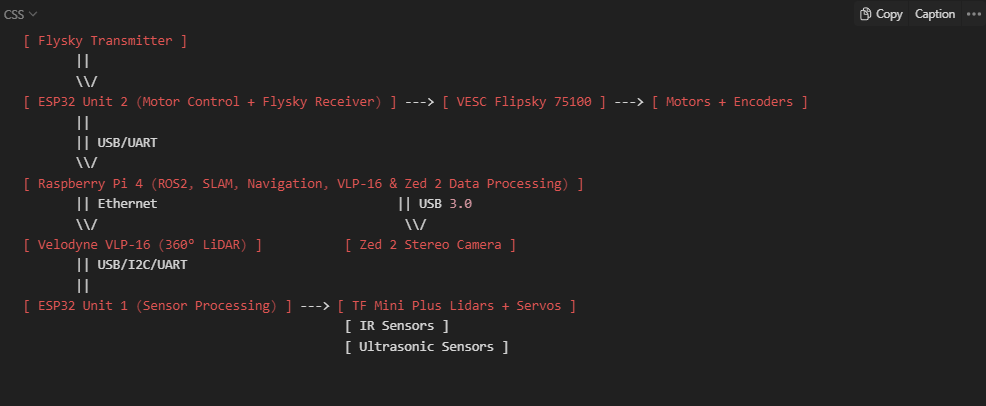 CSS Copy Caption
[ Flysky Transmitter ]
||
\\/
[ ESP32 Unit 2 (Motor Control + Flysky Receiver) ] ---> [ VESC Flipsky 75100 ] ---> [ Motors + Encoders ]
||
|| USB/UART
\\/
[ Raspberry Pi 4 (ROS2, SLAM, Navigation, VLP-16 & Zed 2 Data Processing) ]
|| Ethernet || USB 3.0
\\/ \\/
[ Velodyne VLP-16 (360° LiDAR) ] [ Zed 2 Stereo Camera ]
|| USB/I2C/UART
||
[ ESP32 Unit 1 (Sensor Processing) ] ---> [ TF Mini Plus Lidars + Servos ]
[ IR Sensors ]
[ Ultrasonic Sensors ]